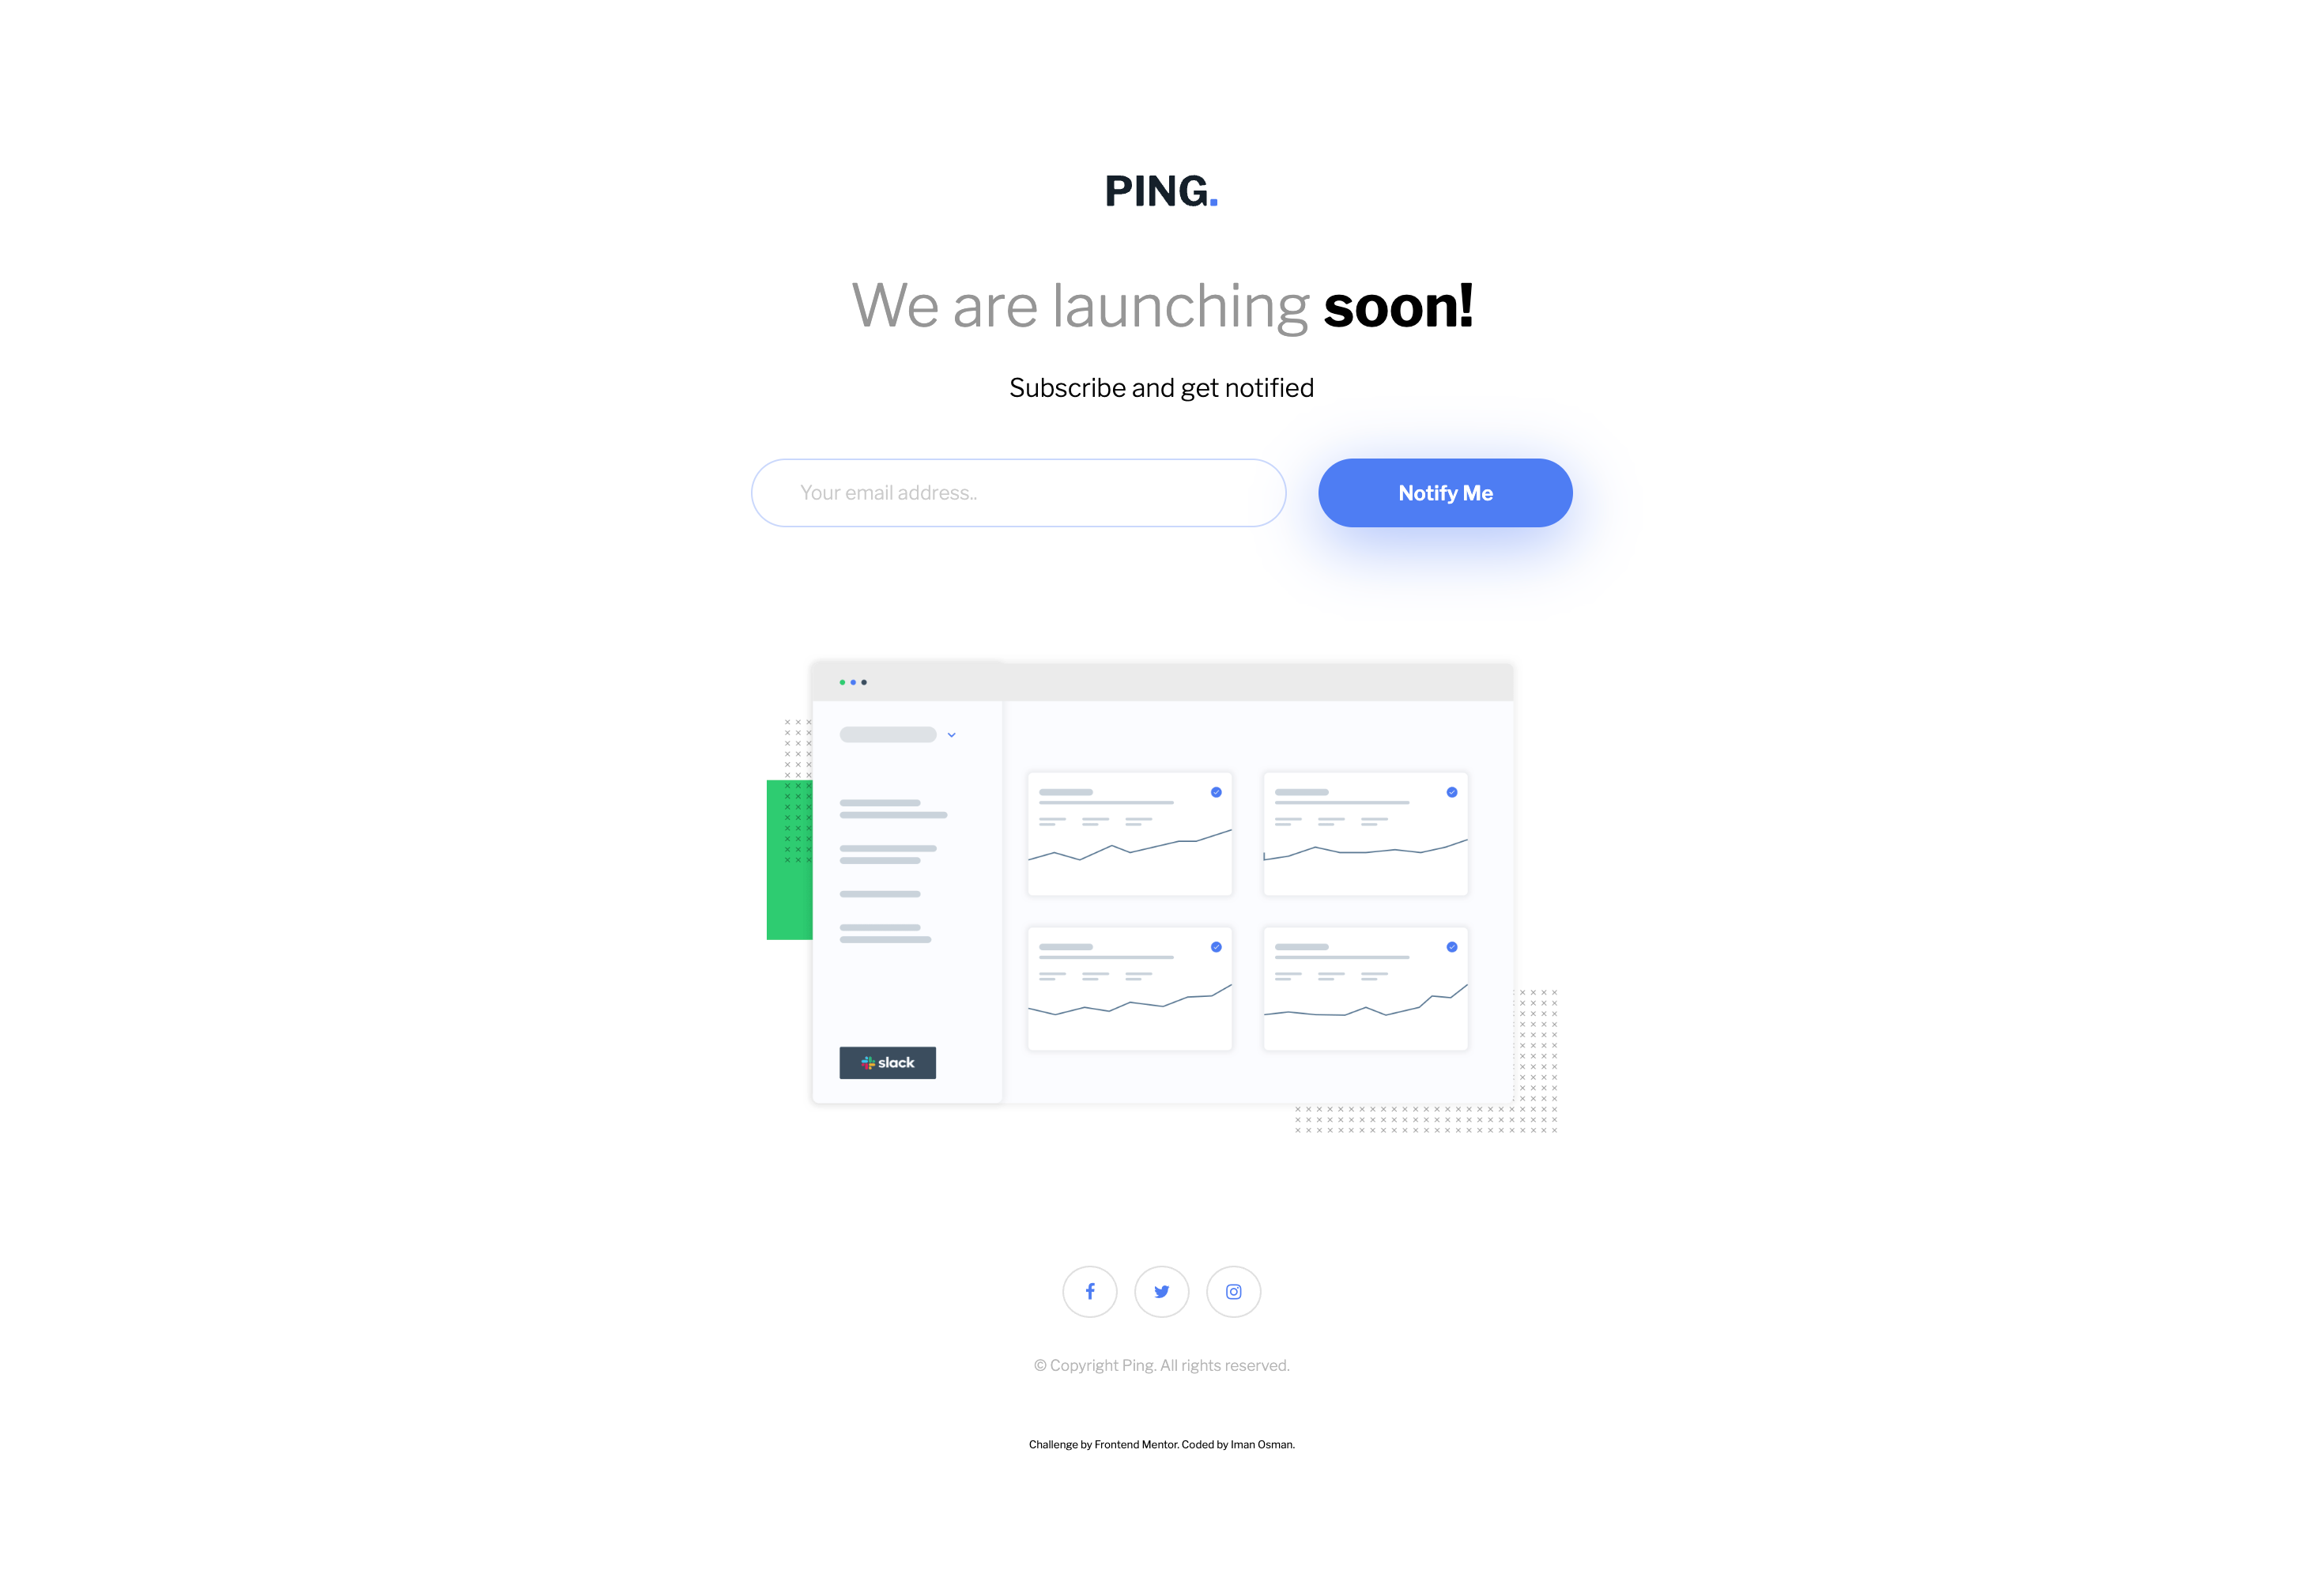 PING.
We are launching soon!
Subscribe and get notified
Your email address..
Notify Me
slack
© Copyright Ping. All rights reserved.
Challenge by Frontend Mentor. Coded by Iman Osman.